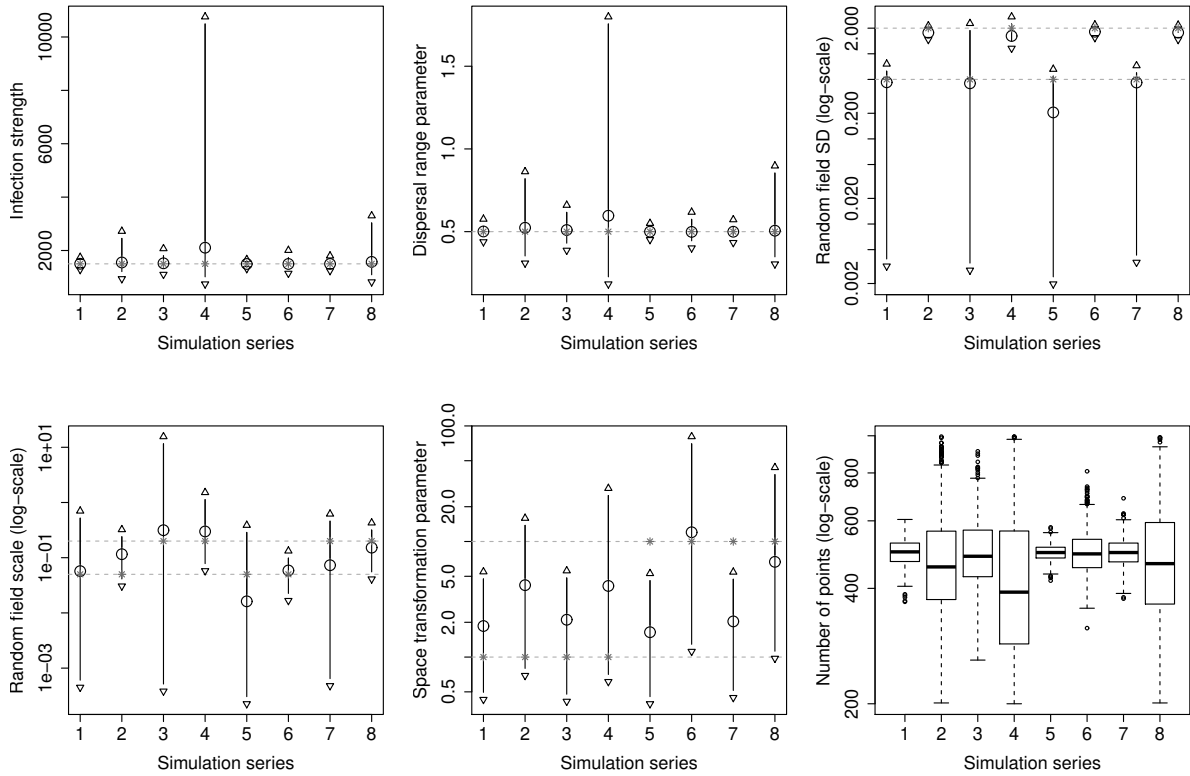 Infection strength
10000
6000
2000
1 2 3 4 5 6 7 8
Simulation series
Dispersal range parameter
1.5
1.0
0.5
1 2 3 4 5 6 7 8
Simulation series
Random field SD (log−scale)
2.000
0.200
0.020
0.002
1 2 3 4 5 6 7 8
Simulation series
Random field scale (log−scale)
1e+01
1e−01
1e−03
1 2 3 4 5 6 7 8
Simulation series
Space transformation parameter
100.0
20.0
5.0
2.0
0.5
1 2 3 4 5 6 7 8
Simulation series
Number of points (log−scale)
800
600
400
200
1 2 3 4 5 6 7 8
Simulation series